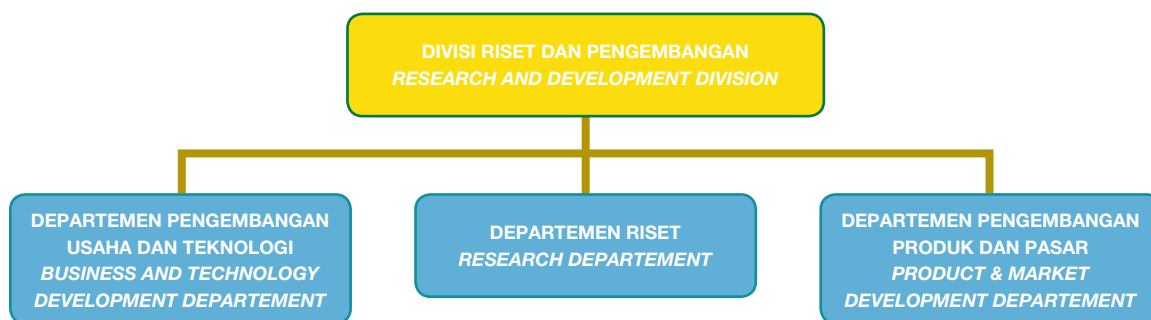 DIVISI RISET DAN PENGEMBANGAN
RESEARCH AND DEVELOPMENT DIVISION
DEPARTEMEN PENGEMBANGAN
USAHA DAN TEKNOLOGI
BUSINESS AND TECHNOLOGY
DEVELOPMENT DEPARTEMENT
DEPARTEMEN RISET
RESEARCH DEPARTEMENT
DEPARTEMEN PENGEMBANGAN
PRODUK DAN PASAR
PRODUCT & MARKET
DEVELOPMENT DEPARTEMENT